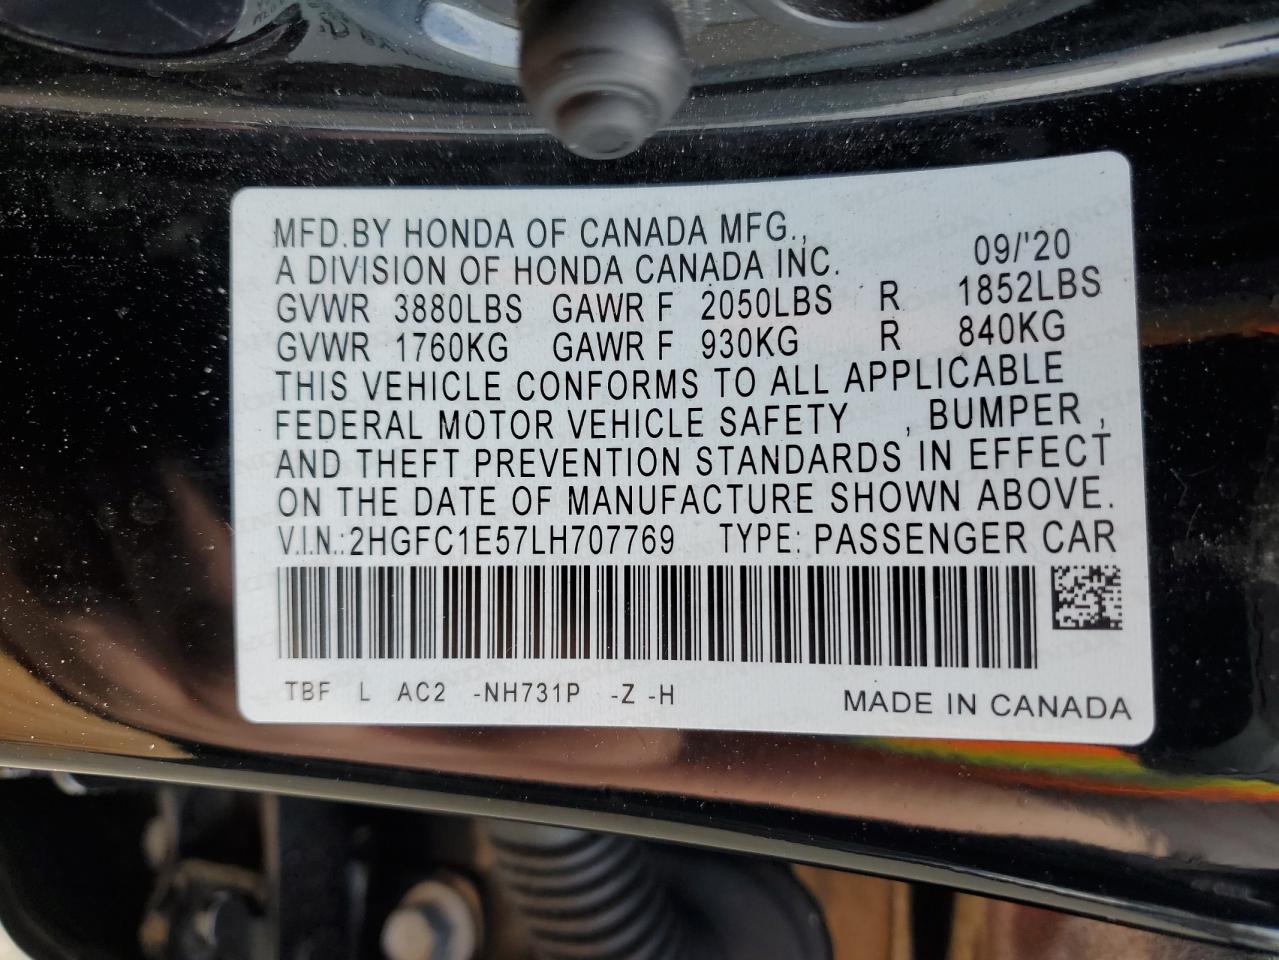 MFD.BY HONDA OF CANADA MFG.,
A DIVISION OF HONDA CANADA INC. 09/'20
GVWR 3880LBS GAWR F 2050LBS R 1852LBS
GVWR 1760KG GAWR F 930KG R 840KG
THIS VEHICLE CONFORMS TO ALL APPLICABLE
FEDERAL MOTOR VEHICLE SAFETY , BUMPER ,
AND THEFT PREVENTION STANDARDS IN EFFECT
ON THE DATE OF MANUFACTURE SHOWN ABOVE.
V.I.N.:2HGFC1E57LH707769 TYPE: PASSENGER CAR
TBF L AC2 -NH731P -Z -H MADE IN CANADA